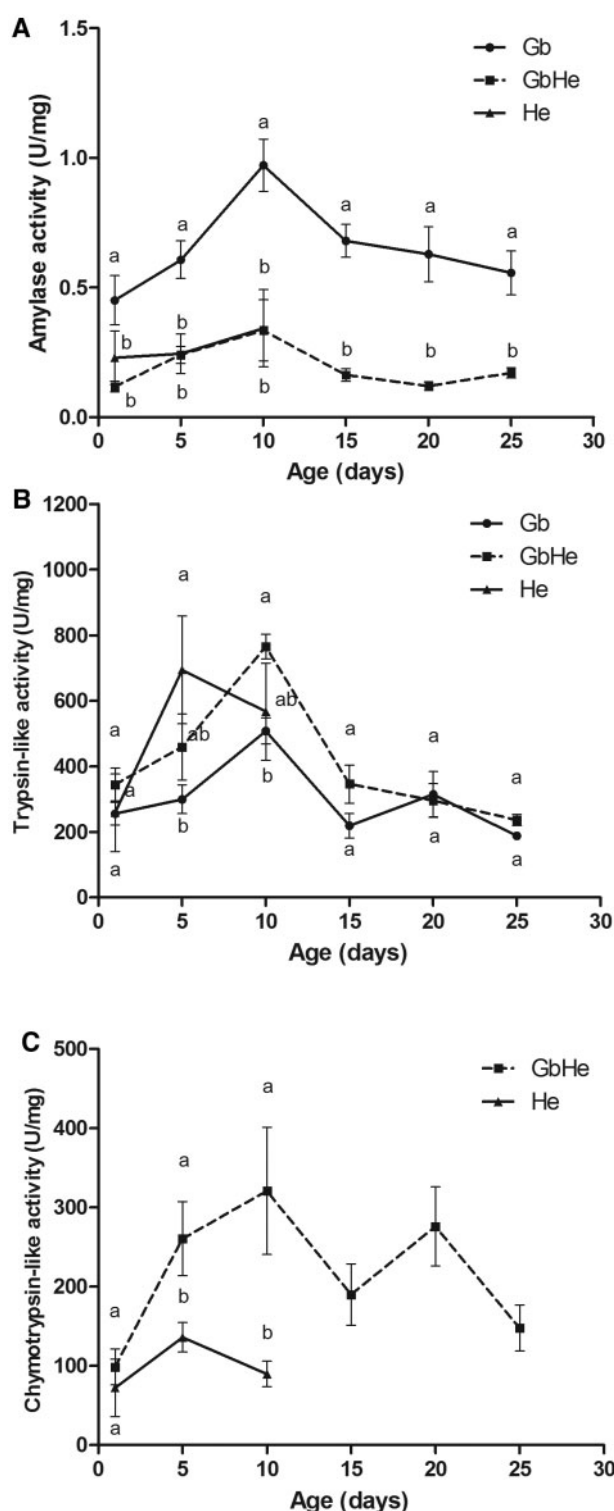 A
1.5
1.0
0.5
0.0
Amylase activity (U/mg)
Gb
GbHe
He
a
a
a
a
a
a
b
b
b
b
b
b
b
b
b
0 5 10 15 20 25 30
Age (days)
B
1200
1000
800
600
400
200
0
Trypsin-like activity (U/mg)
Gb
GbHe
He
a
a
a
ab
ab
a
a
b
b
a
a
a
a
a
a
a
0 5 10 15 20 25 30
Age (days)
C
500
400
300
200
100
0
Chymotrypsin-like activity (U/mg)
GbHe
He
a
a
a
b
b
a
0 5 10 15 20 25 30
Age (days)